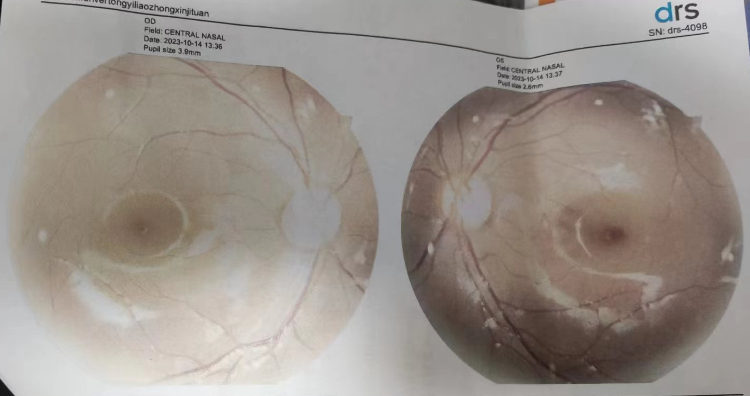 OD
Field: CENTRAL NASAL
Date: 2023-10-14 13:36
Pupil size 3.9mm
drs
SN: drs-4098
OS
Field: CENTRAL NASAL
Date: 2023-10-14 13:37
Pupil size 2.6mm